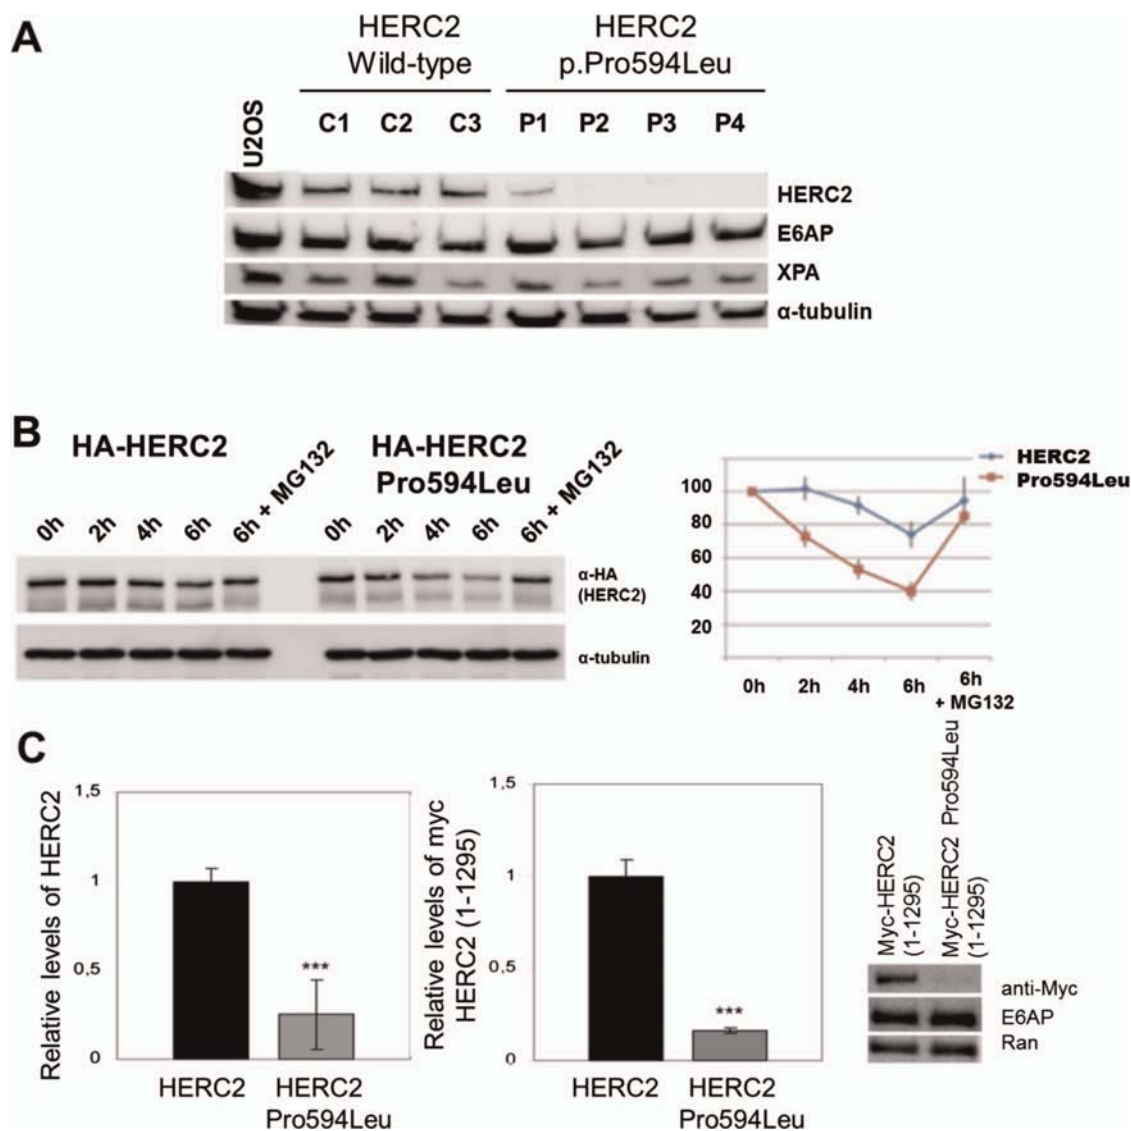 A
HERC2
Wild-type
HERC2
p.Pro594Leu
U2OS
C1 C2 C3 P1 P2 P3 P4
HERC2
E6AP
XPA
α-tubulin
B
HA-HERC2
HA-HERC2
Pro594Leu
0h 2h 4h 6h 6h + MG132
0h 2h 4h 6h 6h + MG132
α-HA
(HERC2)
α-tubulin
HERC2
Pro594Leu
100
80
60
40
20
0h 2h 4h 6h 6h
+ MG132
C
Relative levels of HERC2
1,5
1
0.5
0
***
HERC2 HERC2
Pro594Leu
Relative levels of myc
HERC2 (1-1295)
1,5
1
0.5
0
***
HERC2 HERC2
Pro594Leu
Myc-HERC2
(1-1295)
Myc-HERC2 Pro594Leu
(1-1295)
anti-Myc
E6AP
Ran